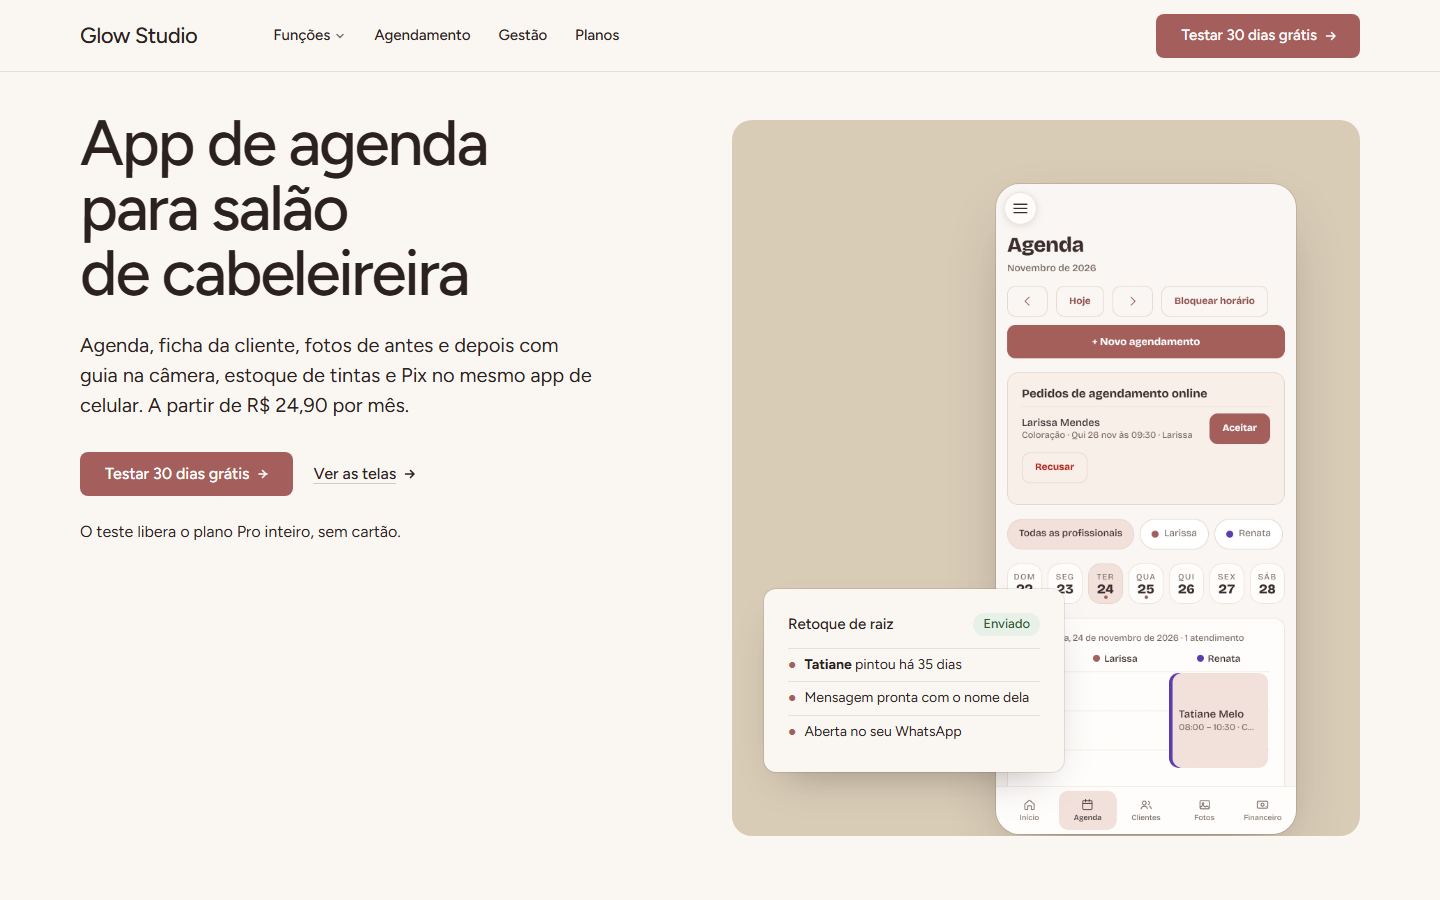 Glow Studio
Funções
Agendamento
Gestão
Planos
Testar 30 dias grátis
App de agenda
para salão
de cabeleireira
Agenda, ficha da cliente, fotos de antes e depois com
guia na câmera, estoque de tintas e Pix no mesmo app de
celular. A partir de R$ 24,90 por mês.
Testar 30 dias grátis
Ver as telas
O teste libera o plano Pro inteiro, sem cartão.
Agenda
Novembro de 2026
Hoje
Bloquear horário
+ Novo agendamento
Pedidos de agendamento online
Larissa Mendes
Coloração · Qui 26 nov às 09:30 · Larissa
Aceitar
Recusar
Todas as profissionais
Larissa
Renata
DOM SEG TER QUA QUI SEX SÁB
22 23 24 25 26 27 28
a, 24 de novembro de 2026 · 1 atendimento
Larissa
Renata
Tatiane Melo
08:00 – 10:30 · C...
Retoque de raiz
Enviado
Tatiane pintou há 35 dias
Mensagem pronta com o nome dela
Aberta no seu WhatsApp
Início
Agenda
Clientes
Fotos
Financeiro